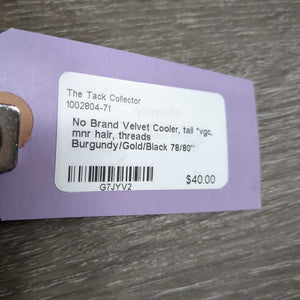 The Tack Collector
1002804-71
No Brand Velvet Cooler, tail "vgc,
mnr hair, threads
Burgundy/Gold/Black 78/80"
G7JYV2
$40.00